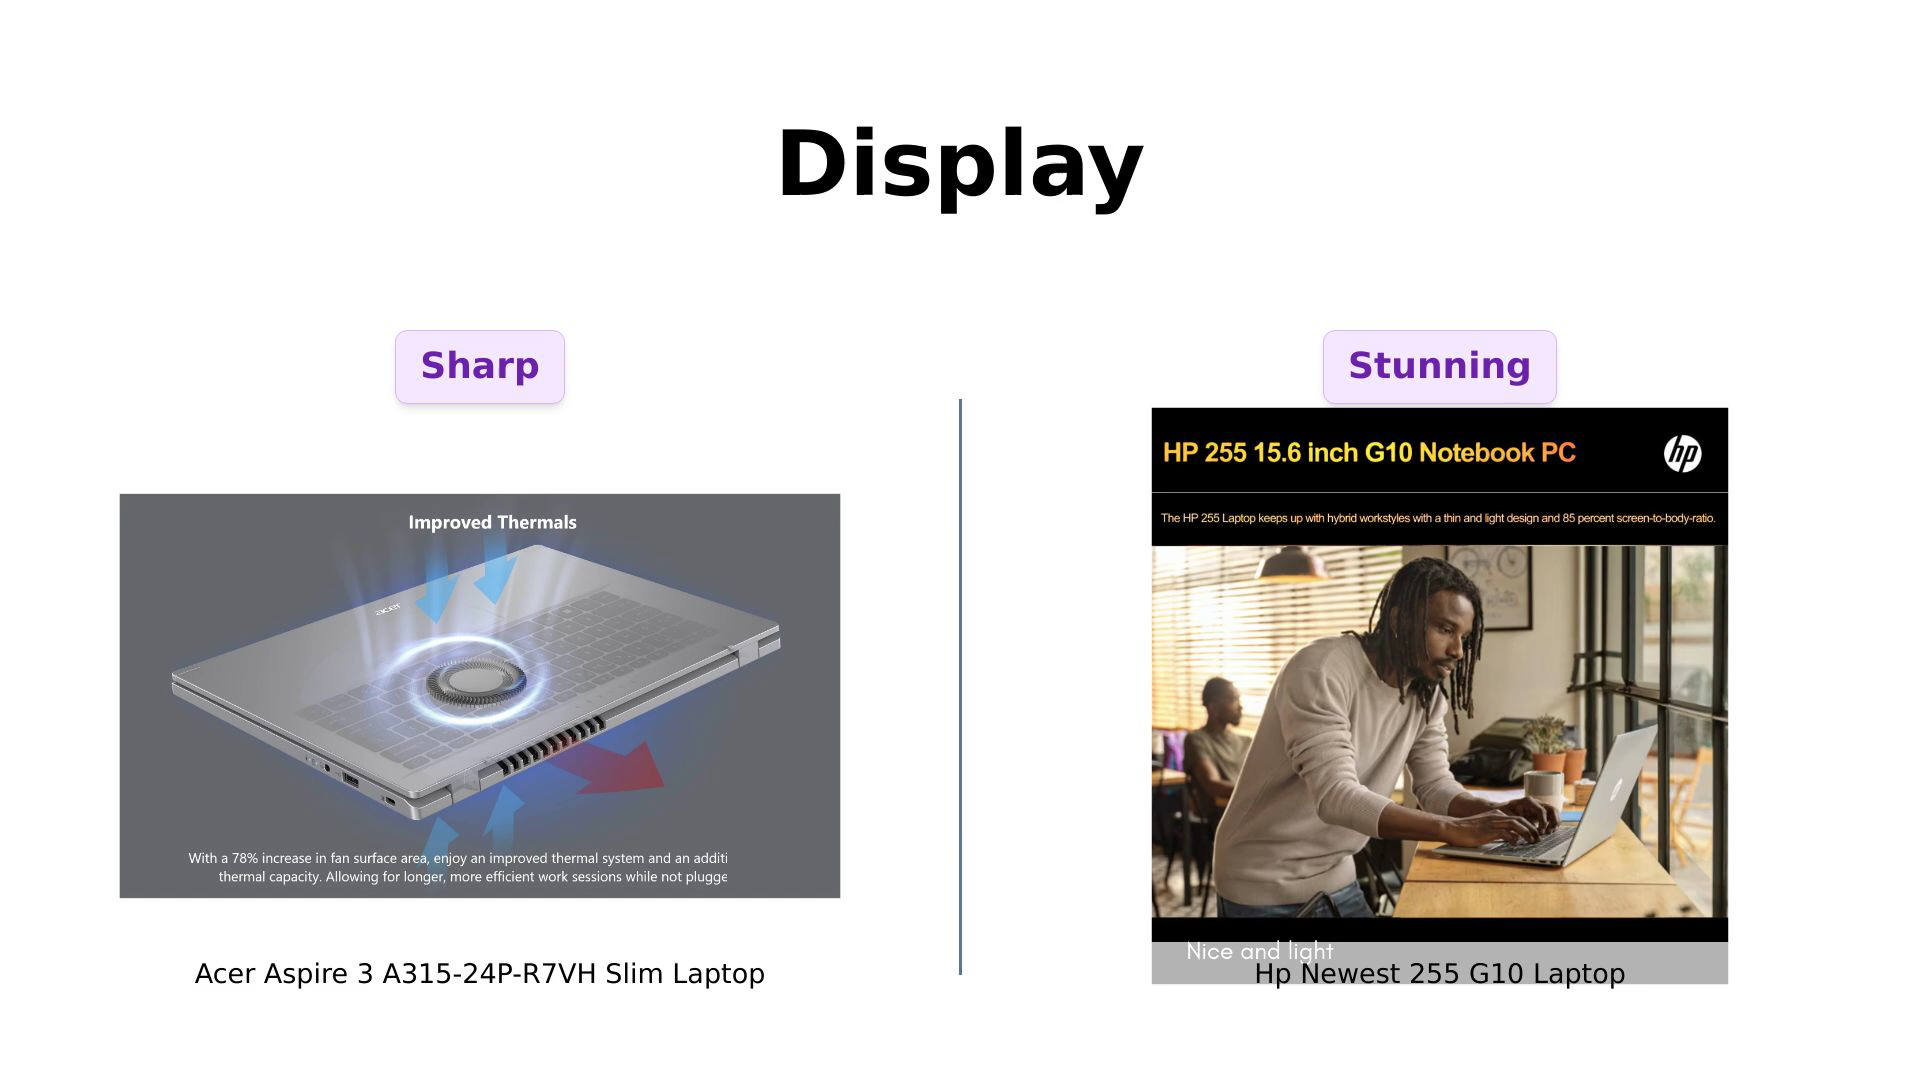 Display
Sharp
Improved Thermals
acer
With a 78% increase in fan surface area, enjoy an improved thermal system and an additi
thermal capacity. Allowing for longer, more efficient work sessions while not plugge
Acer Aspire 3 A315-24P-R7VH Slim Laptop
Stunning
HP 255 15.6 inch G10 Notebook PC
hp
The HP 255 Laptop keeps up with hybrid workstyles with a thin and light design and 85 percent screen-to-body-ratio.
Nice and light
Hp Newest 255 G10 Laptop